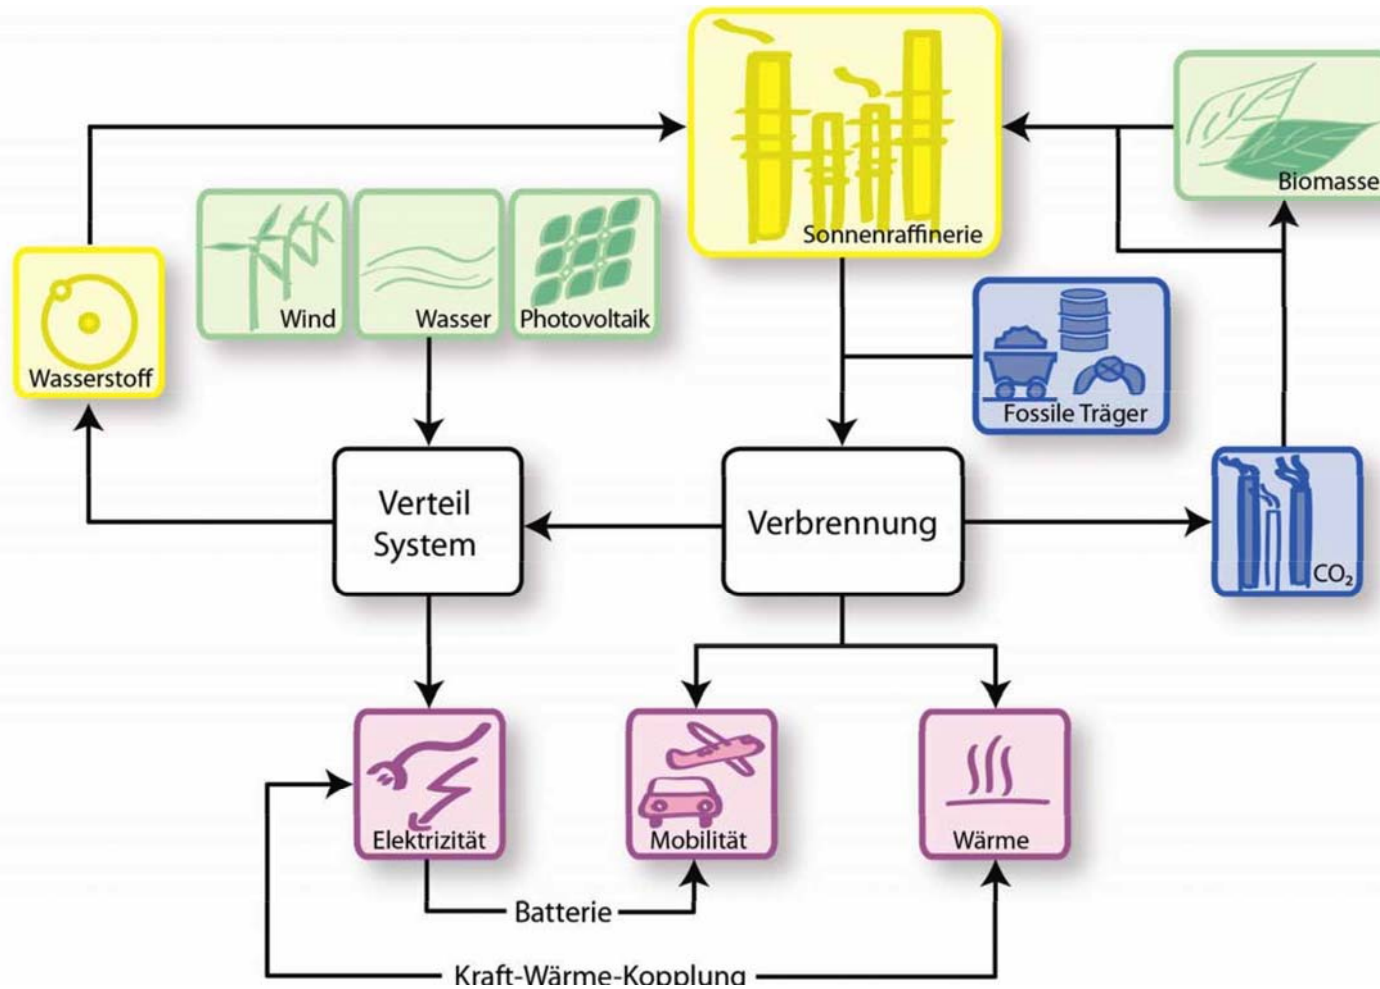 Sonnenraffinerie
Biomasse
Wind
Wasser
Photovoltaik
Wasserstoff
Fossile Träger
Verteil
System
Verbrennung
CO₂
Elektrizität
Mobilität
Wärme
Batterie
Kraft-Wärme-Kopplung